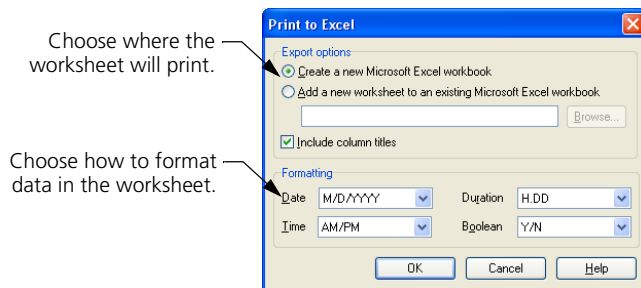 Print to Excel
Choose where the
worksheet will print.
Export options
Create a new Microsoft Excel workbook
Add a new worksheet to an existing Microsoft Excel workbook
Browse...
Include column titles
Choose how to format
data in the worksheet.
Formatting
Date M/D/YYYY Duration H.DD
Time AM/PM Boolean Y/N
OK Cancel Help